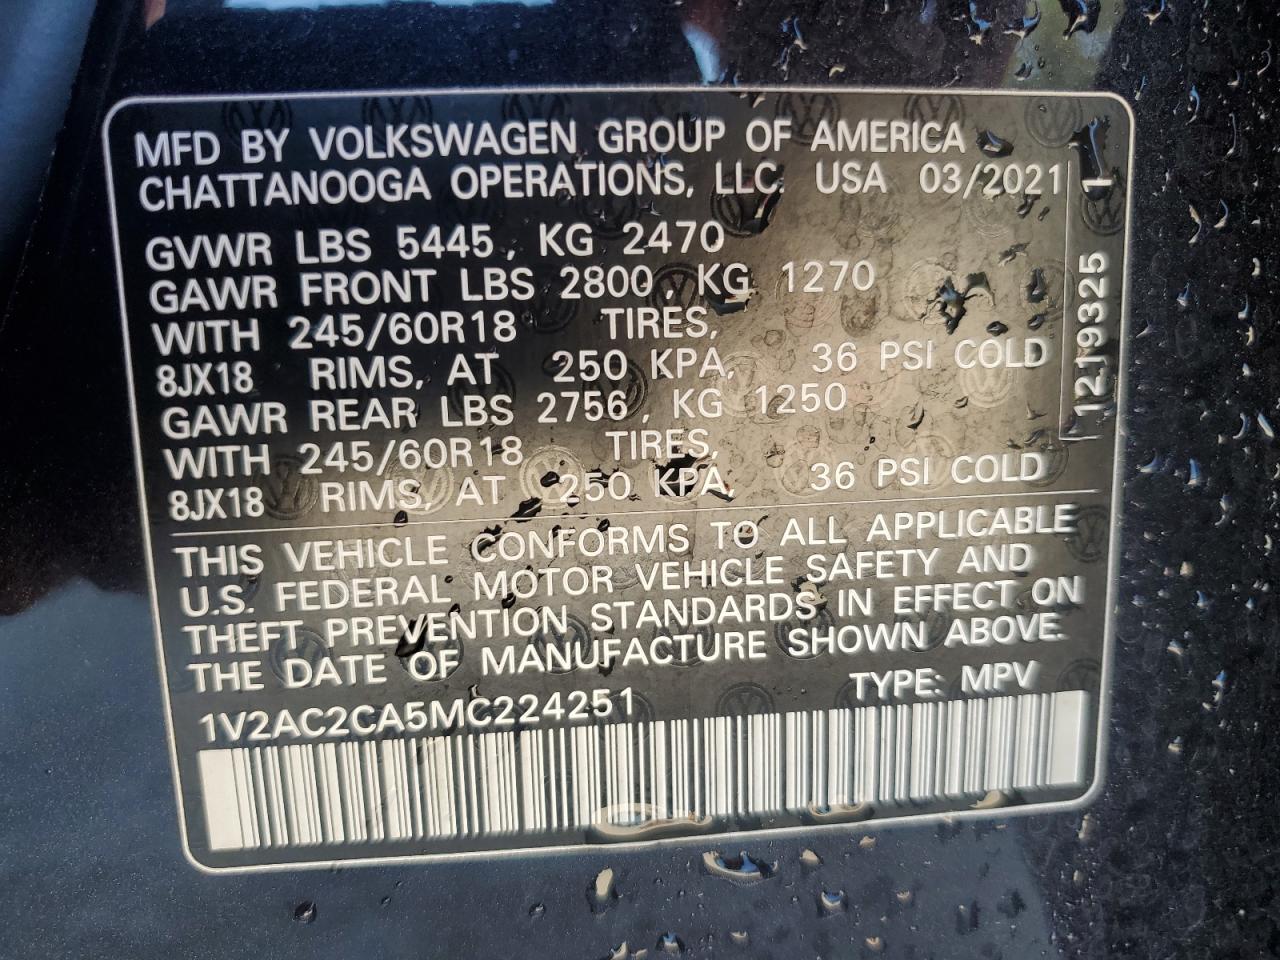 MFD BY VOLKSWAGEN GROUP OF AMERICA
CHATTANOOGA OPERATIONS, LLC. USA 03/2021
GVWR LBS 5445, KG 2470
GAWR FRONT LBS 2800, KG 1270
WITH 245/60R18 TIRES,
8JX18 RIMS, AT 250 KPA, 36 PSI COLD
GAWR REAR LBS 2756, KG 1250
WITH 245/60R18 TIRES,
8JX18 RIMS, AT 250 KPA, 36 PSI COLD
THIS VEHICLE CONFORMS TO ALL APPLICABLE
U.S. FEDERAL MOTOR VEHICLE SAFETY AND
THEFT PREVENTION STANDARDS IN EFFECT ON
THE DATE OF MANUFACTURE SHOWN ABOVE.
1V2AC2CA5MC224251 TYPE: MPV
1219325 1 1